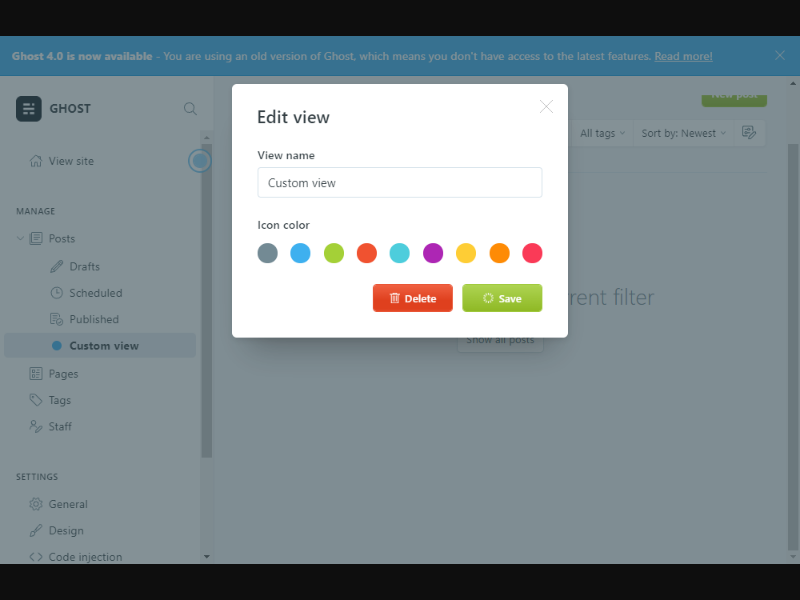 Ghost 4.0 is now available - You are using an old version of Ghost, which means you don't have access to the latest features. Read more!
GHOST
New post
View site
All tags
Sort by: Newest
MANAGE
Posts
Drafts
Scheduled
Published
Custom view
Pages
Tags
Staff
SETTINGS
General
Design
Code injection
Edit view
View name
Custom view
Icon color
Delete
Save
rent filter
Show all posts